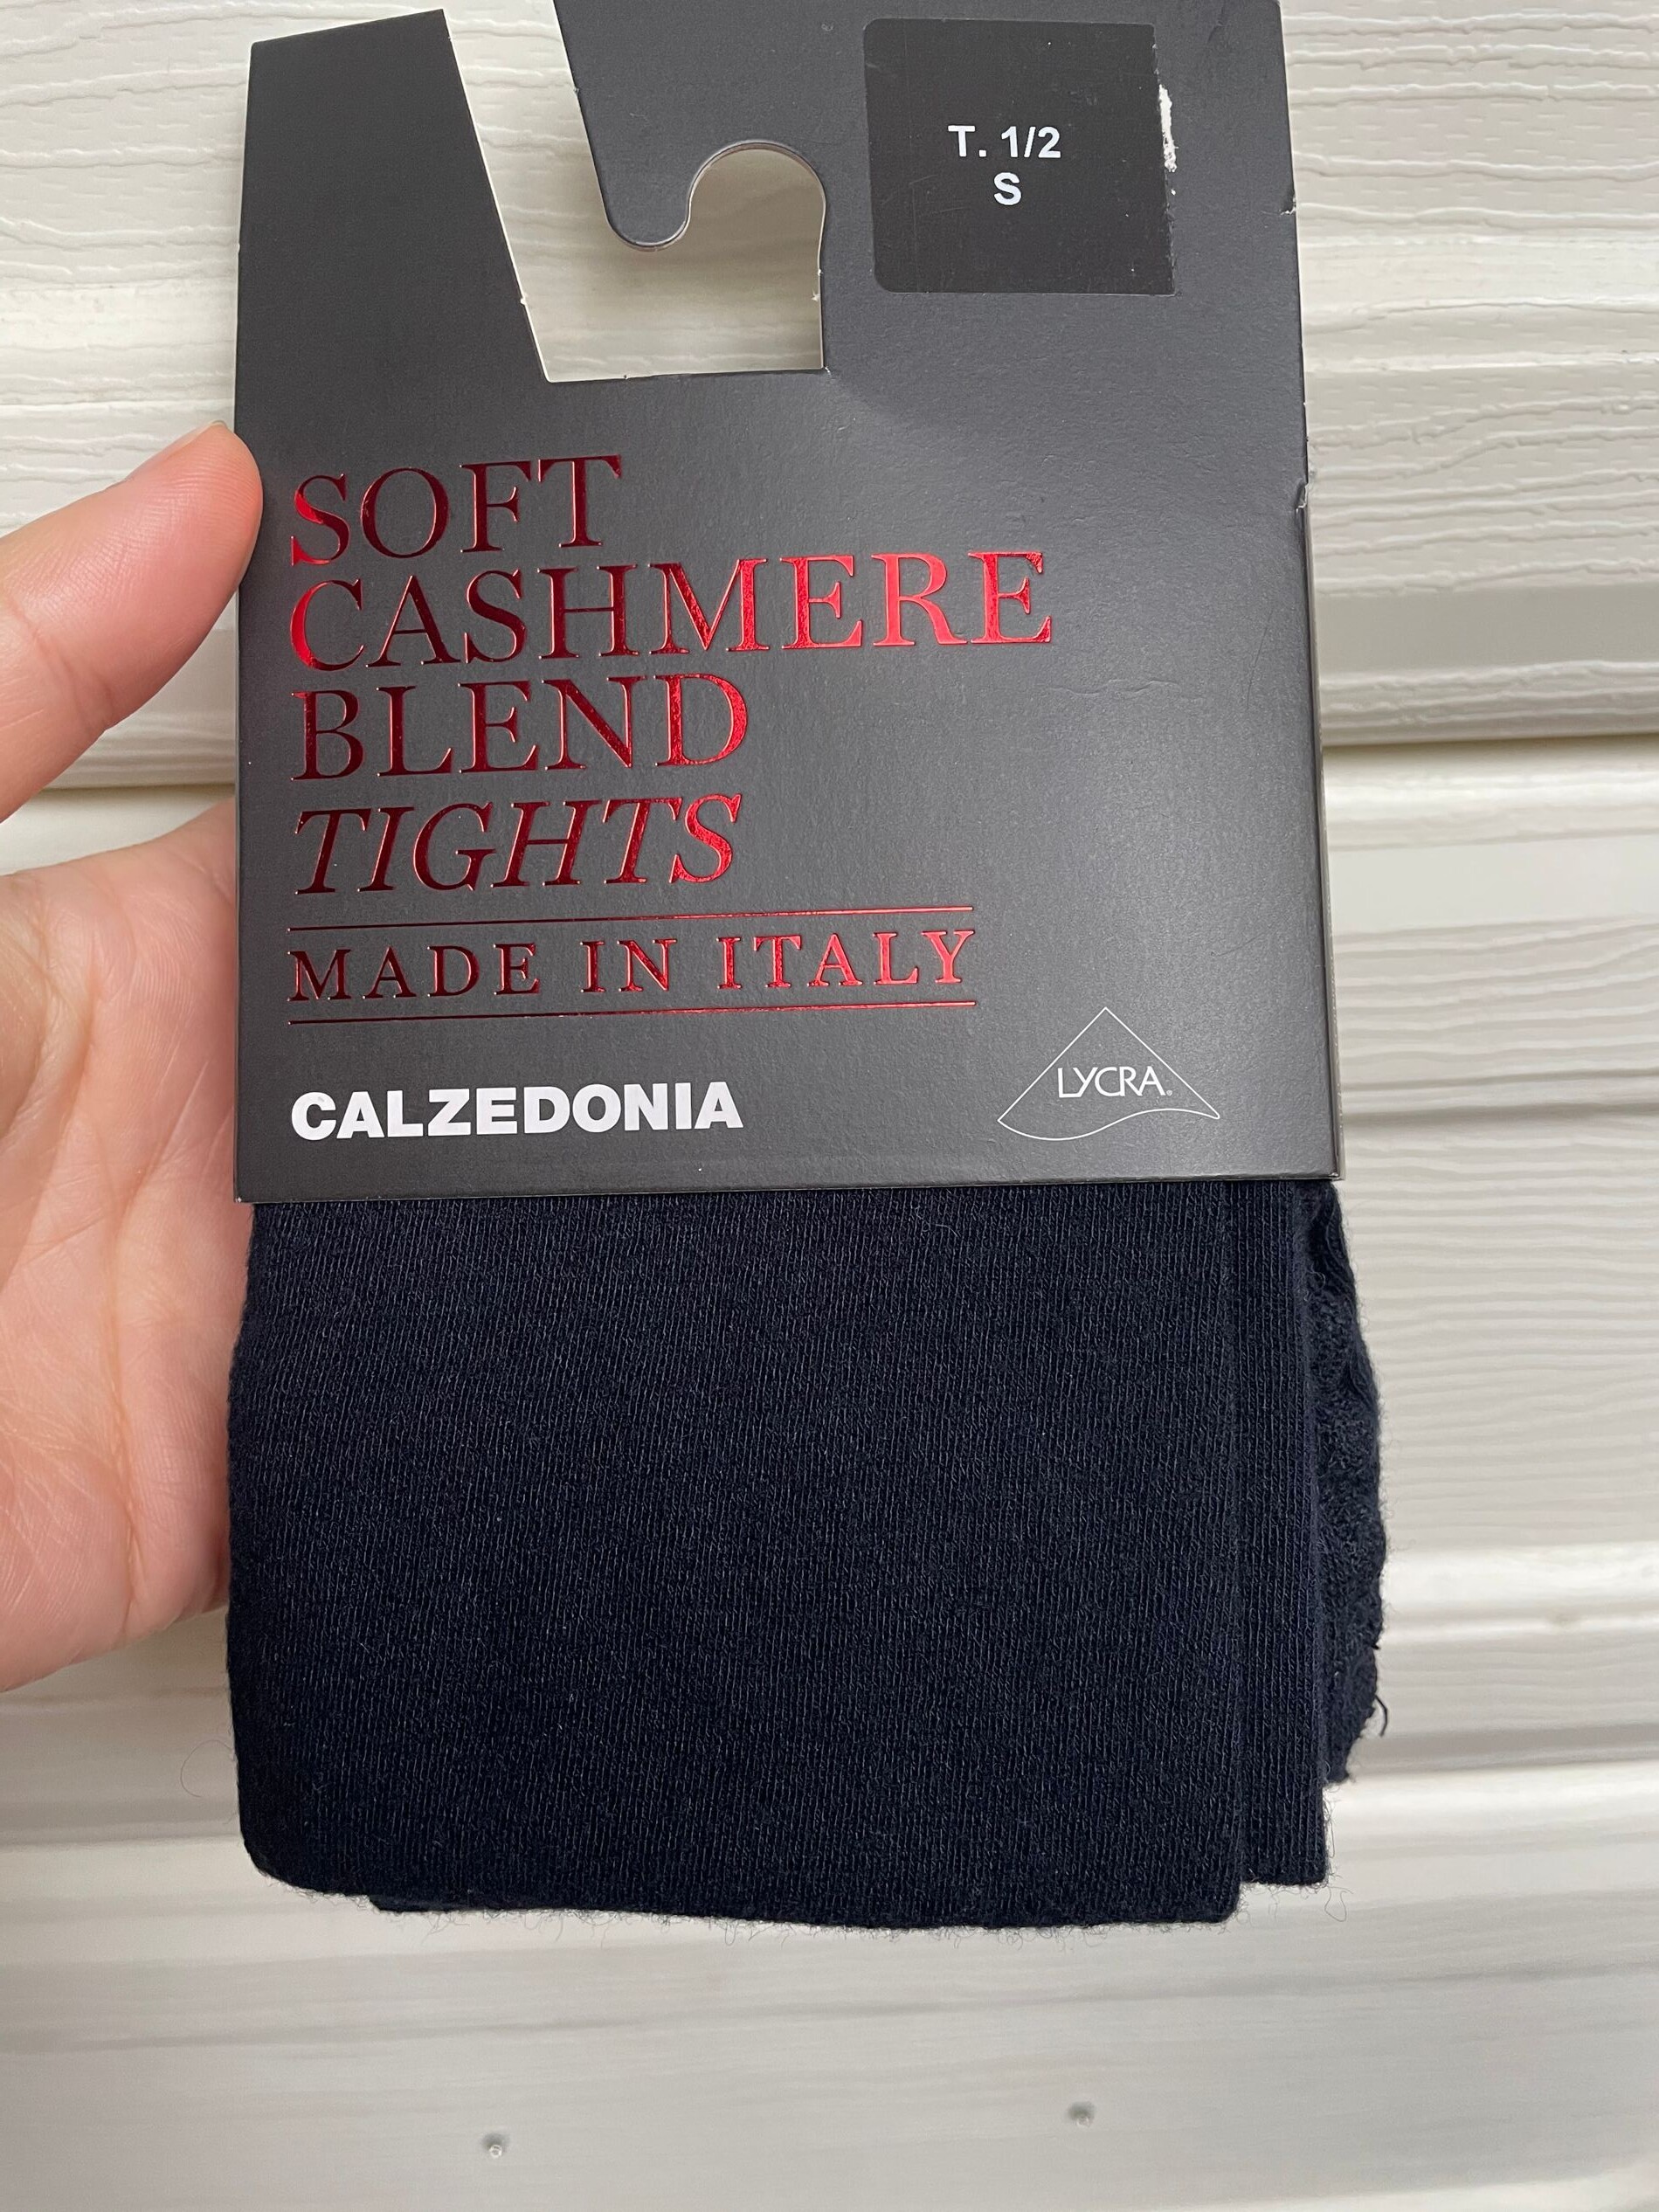 T. 1/2
S
SOFT
CASHMERE
BLEND
TIGHTS
MADE IN ITALY
CALZEDONIA
LYCRA®